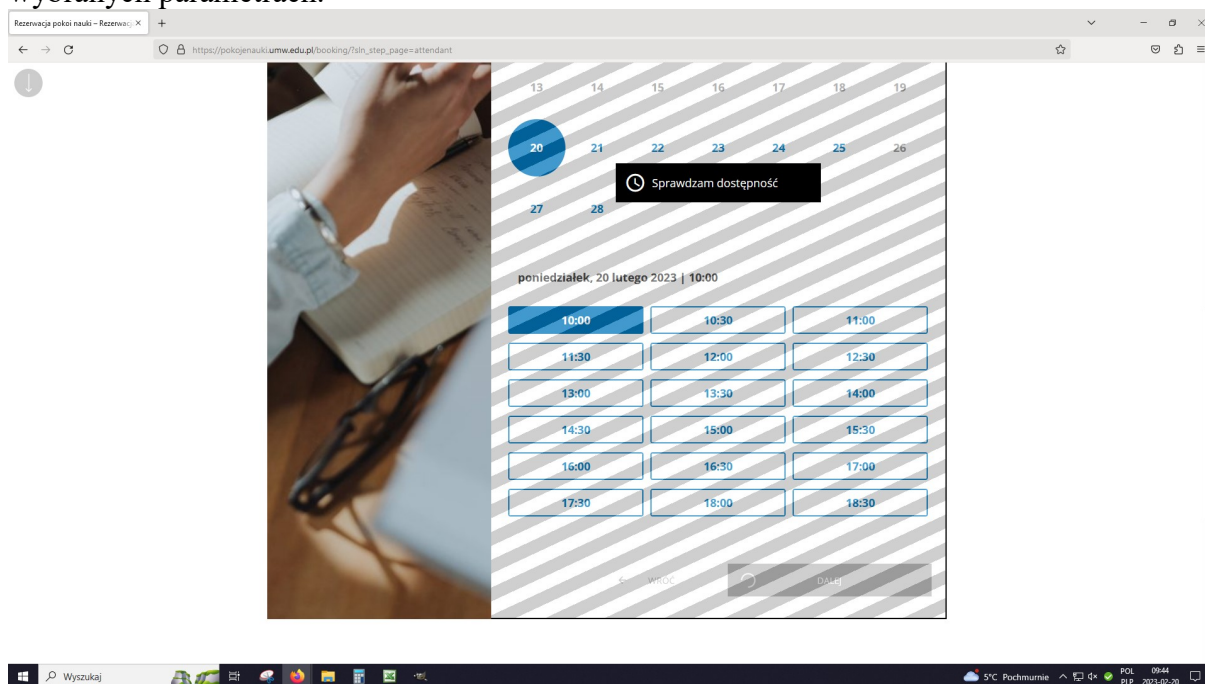 wybranych parametrach.
Rezerwacja pokoi nauki – Rezerwacj
https://pokojenauki.umw.edu.pl/booking/?sln_step_page=attendant
13 14 15 16 17 18 19
20 21 22 23 24 25 26
Sprawdzam dostępność
27 28
poniedziałek, 20 lutego 2023 | 10:00
10:00 10:30 11:00
11:30 12:00 12:30
13:00 13:30 14:00
14:30 15:00 15:30
16:00 16:30 17:00
17:30 18:00 18:30
← WRÓĆ DALEJ
Wyszukaj 5°C Pochmurnie POL 09:44
PLP 2023-02-20